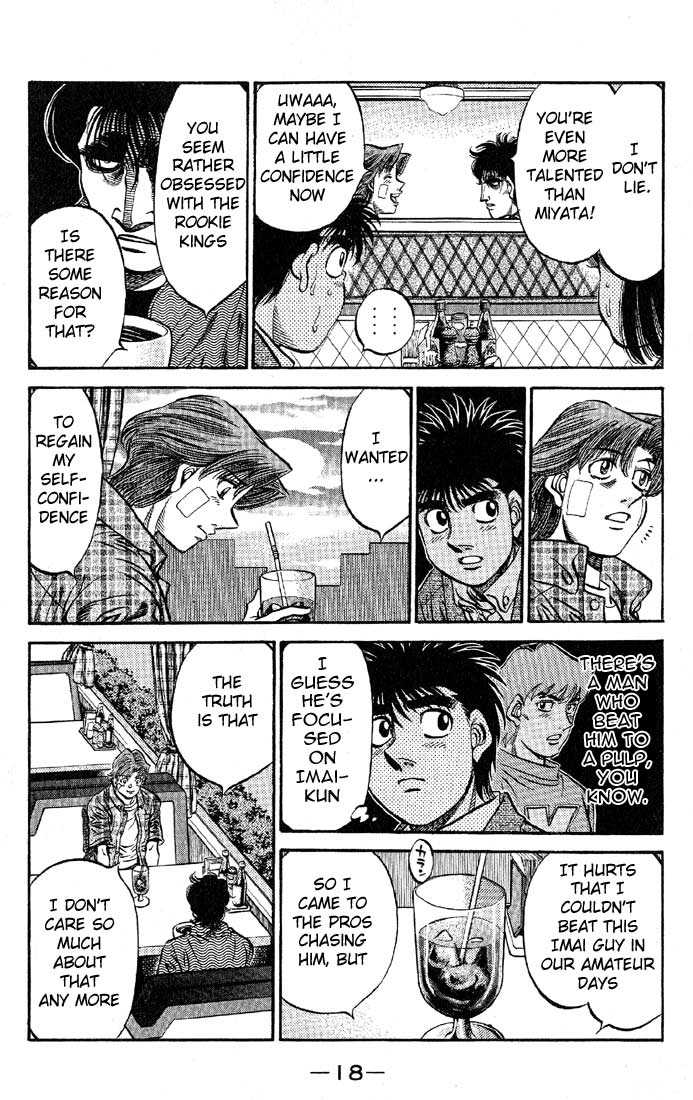 I
DON'T
LIE.
YOU'RE
EVEN
MORE
TALENTED
THAN
MIYATA!
UWAAA,
MAYBE I
CAN HAVE
A LITTLE
CONFIDENCE
NOW
......
YOU
SEEM
RATHER
OBSESSED
WITH THE
ROOKIE
KINGS
IS
THERE
SOME
REASON
FOR
THAT?
I
WANTED
...
TO
REGAIN
MY
SELF-
CONFI-
DENCE
THERE'S
A MAN
WHO
BEAT
HIM TO
A PULP,
YOU
KNOW.
I
GUESS
HE'S
FOCU-
SED
ON
IMAI-
KUN
IT HURTS
THAT I
COULDN'T
BEAT THIS
IMAI GUY IN
OUR AMATEUR
DAYS
カラン
SO I
CAME TO
THE PROS
CHASING
HIM, BUT
THE
TRUTH
IS THAT
I DON'T
CARE SO
MUCH
ABOUT
THAT
ANY MORE
—18—